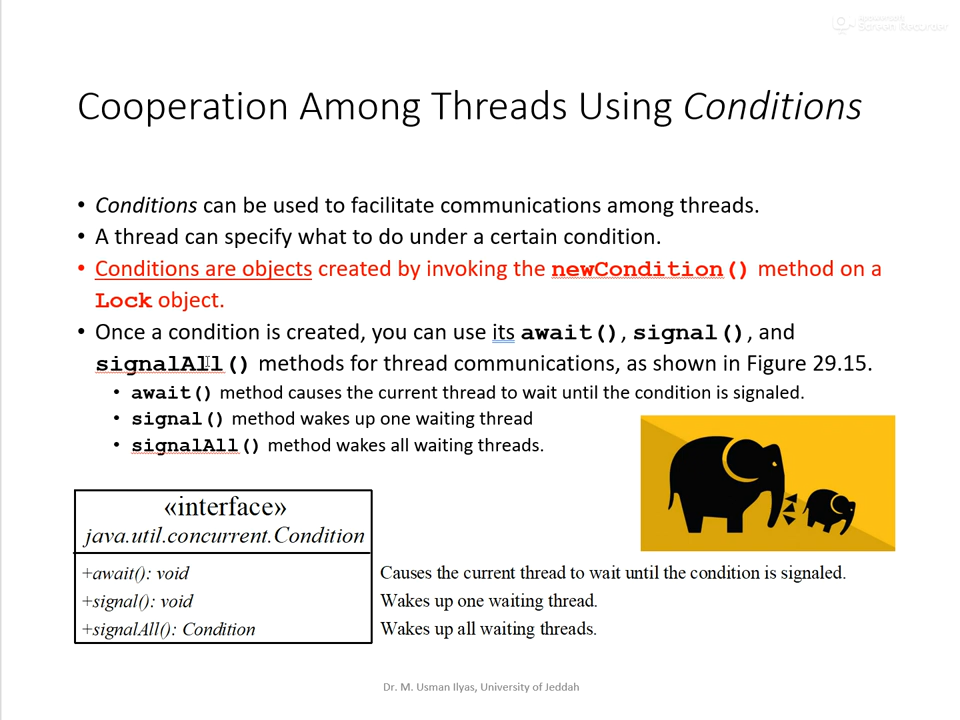 Screen Recorder
Cooperation Among Threads Using Conditions
• Conditions can be used to facilitate communications among threads.
• A thread can specify what to do under a certain condition.
• Conditions are objects created by invoking the newCondition() method on a
Lock object.
• Once a condition is created, you can use its await(), signal(), and
signalAll() methods for thread communications, as shown in Figure 29.15.
• await() method causes the current thread to wait until the condition is signaled.
• signal() method wakes up one waiting thread
• signalAll() method wakes all waiting threads.
«interface»
java.util.concurrent.Condition
+await(): void Causes the current thread to wait until the condition is signaled.
+signal(): void Wakes up one waiting thread.
+signalAll(): Condition Wakes up all waiting threads.
Dr. M. Usman Ilyas, University of Jeddah